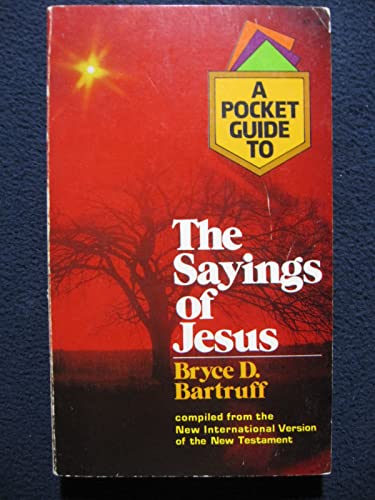 A
POCKET
GUIDE
TO
The
Sayings
of
Jesus
Bryce D.
Bartruff
compiled from the
New International Version
of the New Testament